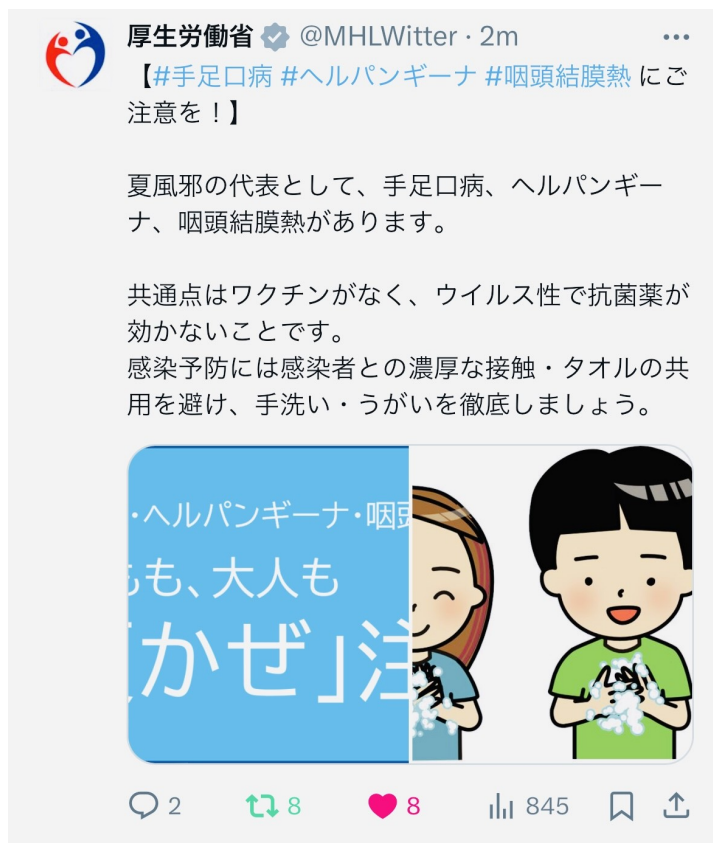 厚生労働省 @MHLWitter · 2m
【#手足口病 #ヘルパンギーナ #咽頭結膜熱 にご
注意を！】
夏風邪の代表として、手足口病、ヘルパンギー
ナ、咽頭結膜熱があります。
共通点はワクチンがなく、ウイルス性で抗菌薬が
効かないことです。
感染予防には感染者との濃厚な接触・タオルの共
用を避け、手洗い・うがいを徹底しましょう。
・ヘルパンギーナ・咽
も、大人も
かぜ」注
2 8 8 845